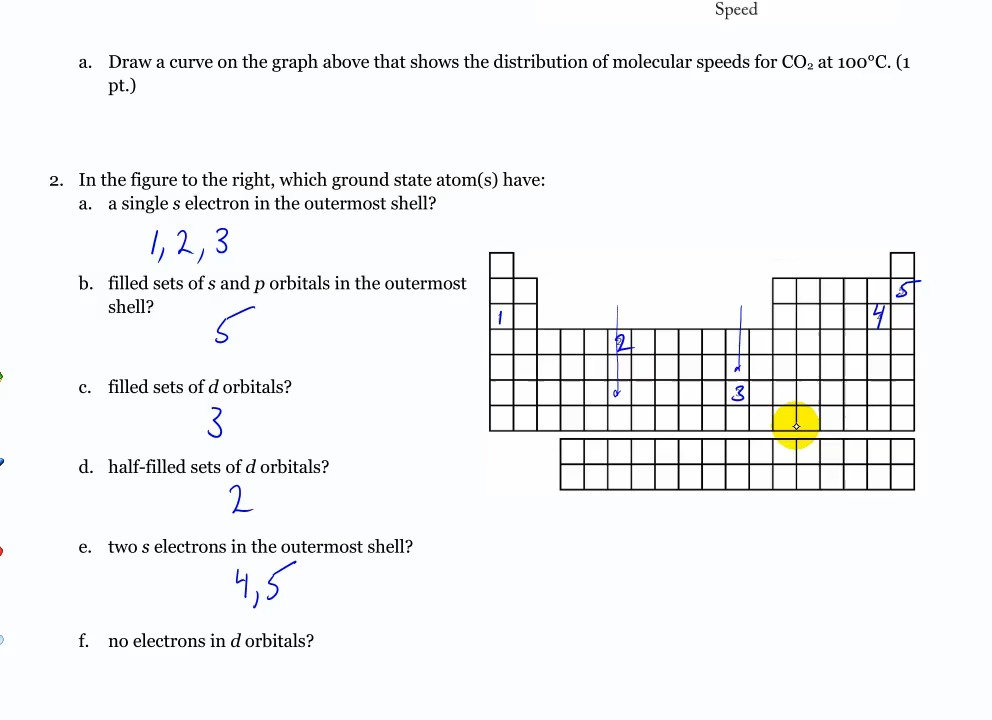 Speed
a. Draw a curve on the graph above that shows the distribution of molecular speeds for CO₂ at 100°C. (1
pt.)
2. In the figure to the right, which ground state atom(s) have:
a. a single s electron in the outermost shell?
1, 2, 3
b. filled sets of s and p orbitals in the outermost
shell?
5
c. filled sets of d orbitals?
3
d. half-filled sets of d orbitals?
2
e. two s electrons in the outermost shell?
4, 5
f. no electrons in d orbitals?
5
1
4
2
3